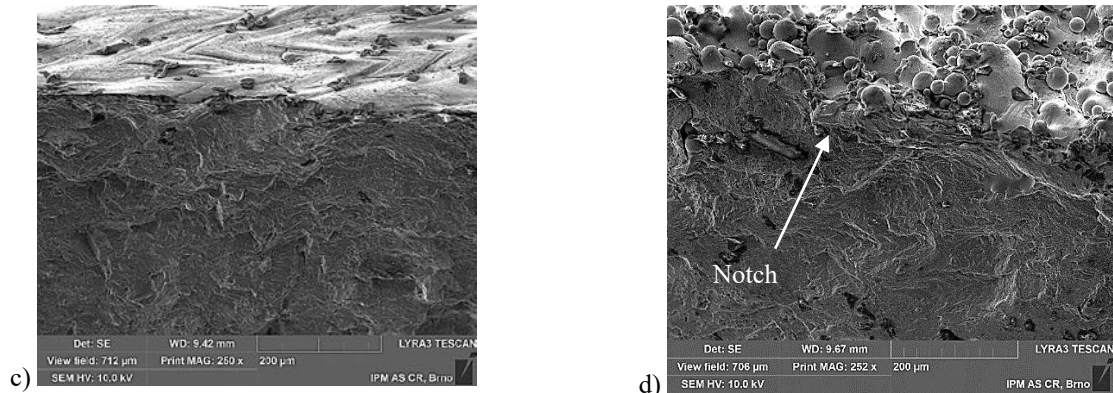 Notch
Det: SE WD: 9.42 mm LYRA3 TESCAN
View field: 712 µm Print MAG: 250 x 200 µm
SEM HV: 10.0 kV IPM AS CR, Brno
c)
Det: SE WD: 9.67 mm LYRA3 TESCAN
View field: 706 µm Print MAG: 252 x 200 µm
SEM HV: 10.0 kV IPM AS CR, Brno
d)